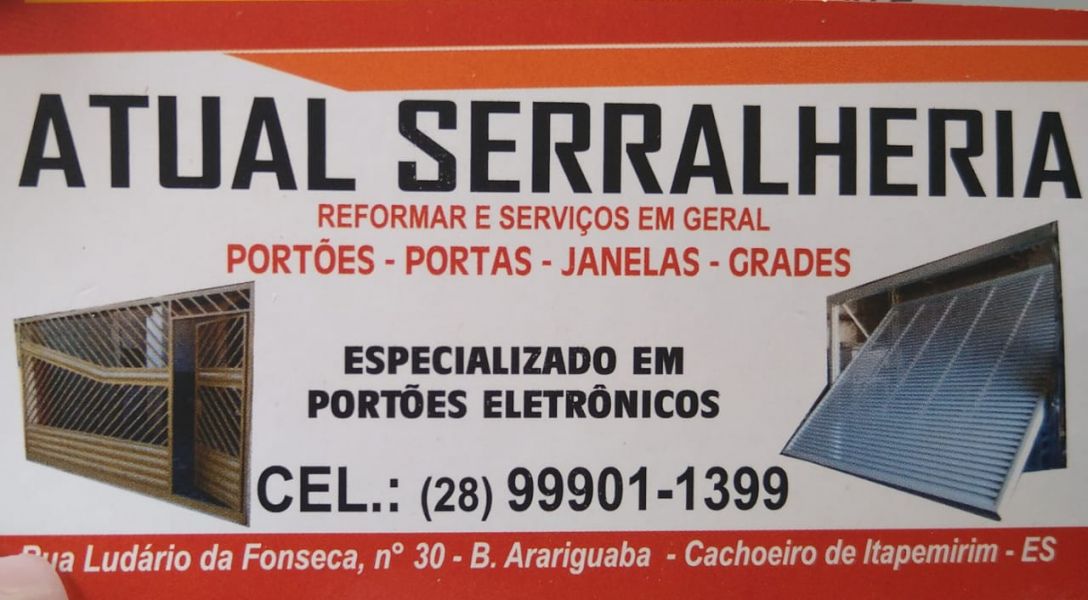 ATUAL SERRALHERIA
REFORMAR E SERVIÇOS EM GERAL
PORTÕES - PORTAS - JANELAS - GRADES
ESPECIALIZADO EM
PORTÕES ELETRÔNICOS
CEL.: (28) 99901-1399
Rua Ludário da Fonseca, n° 30 - B. Arariguaba - Cachoeiro de Itapemirim - ES